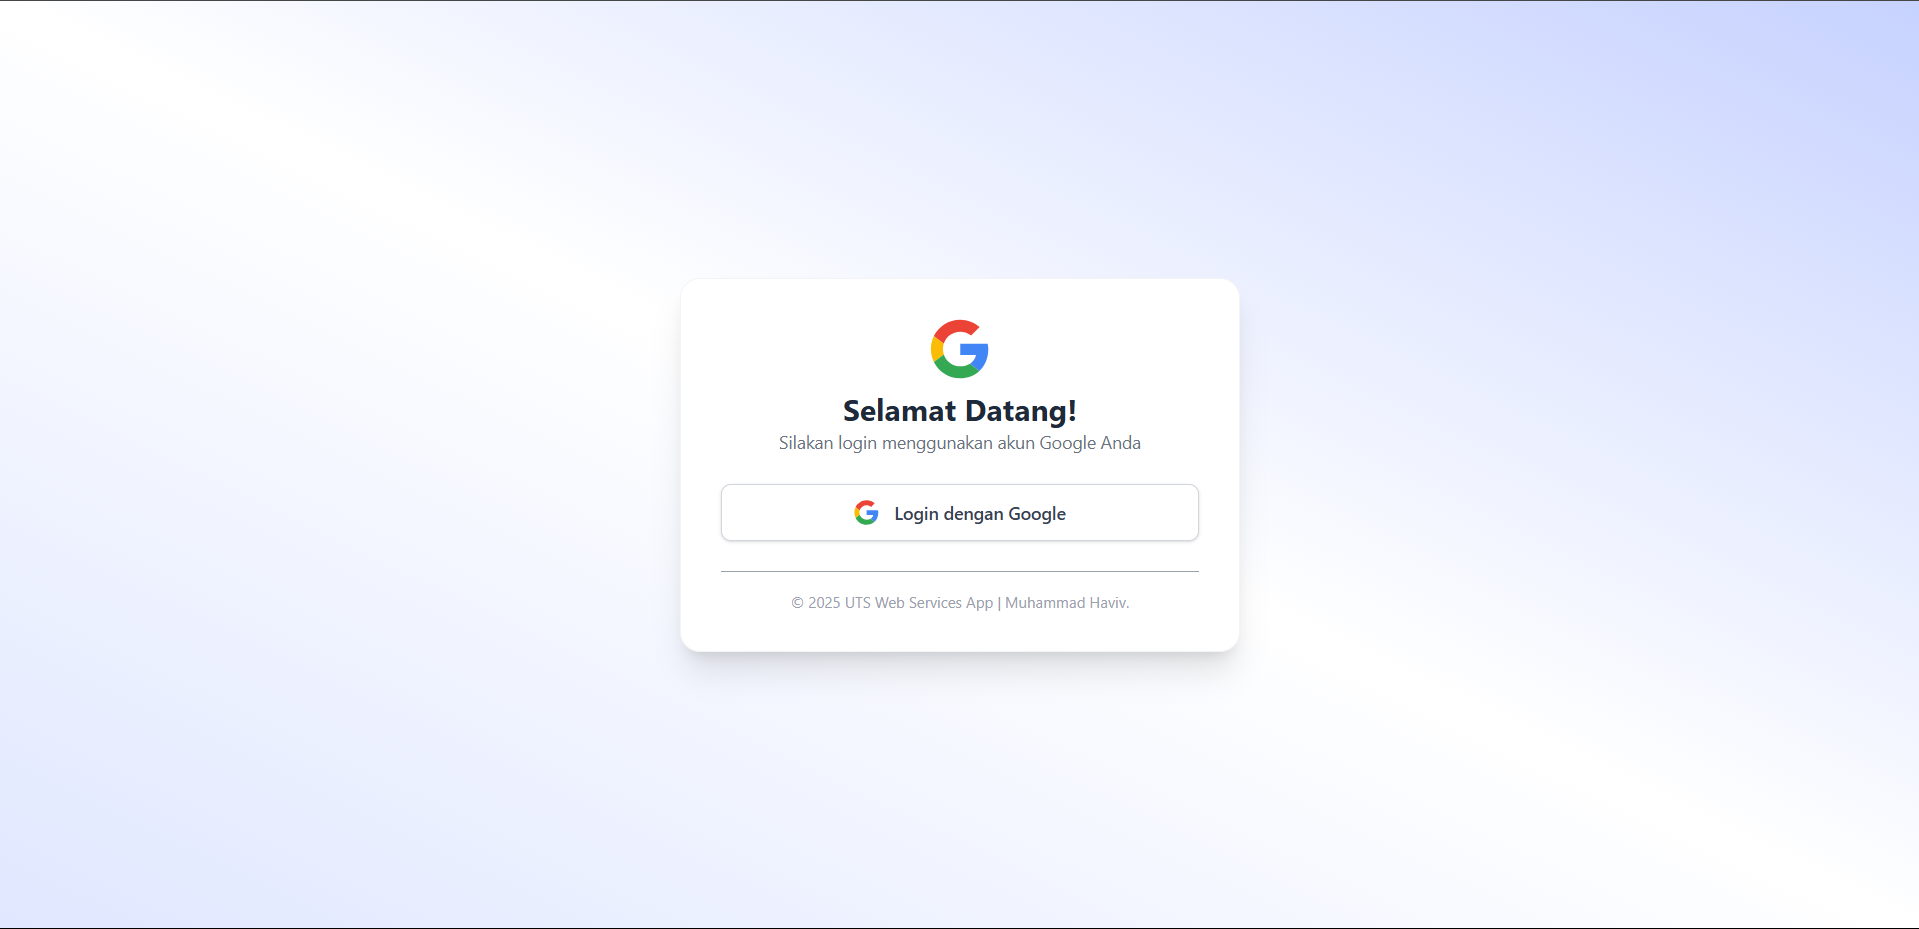 Selamat Datang!
Silakan login menggunakan akun Google Anda
Login dengan Google
© 2025 UTS Web Services App | Muhammad Haviv.